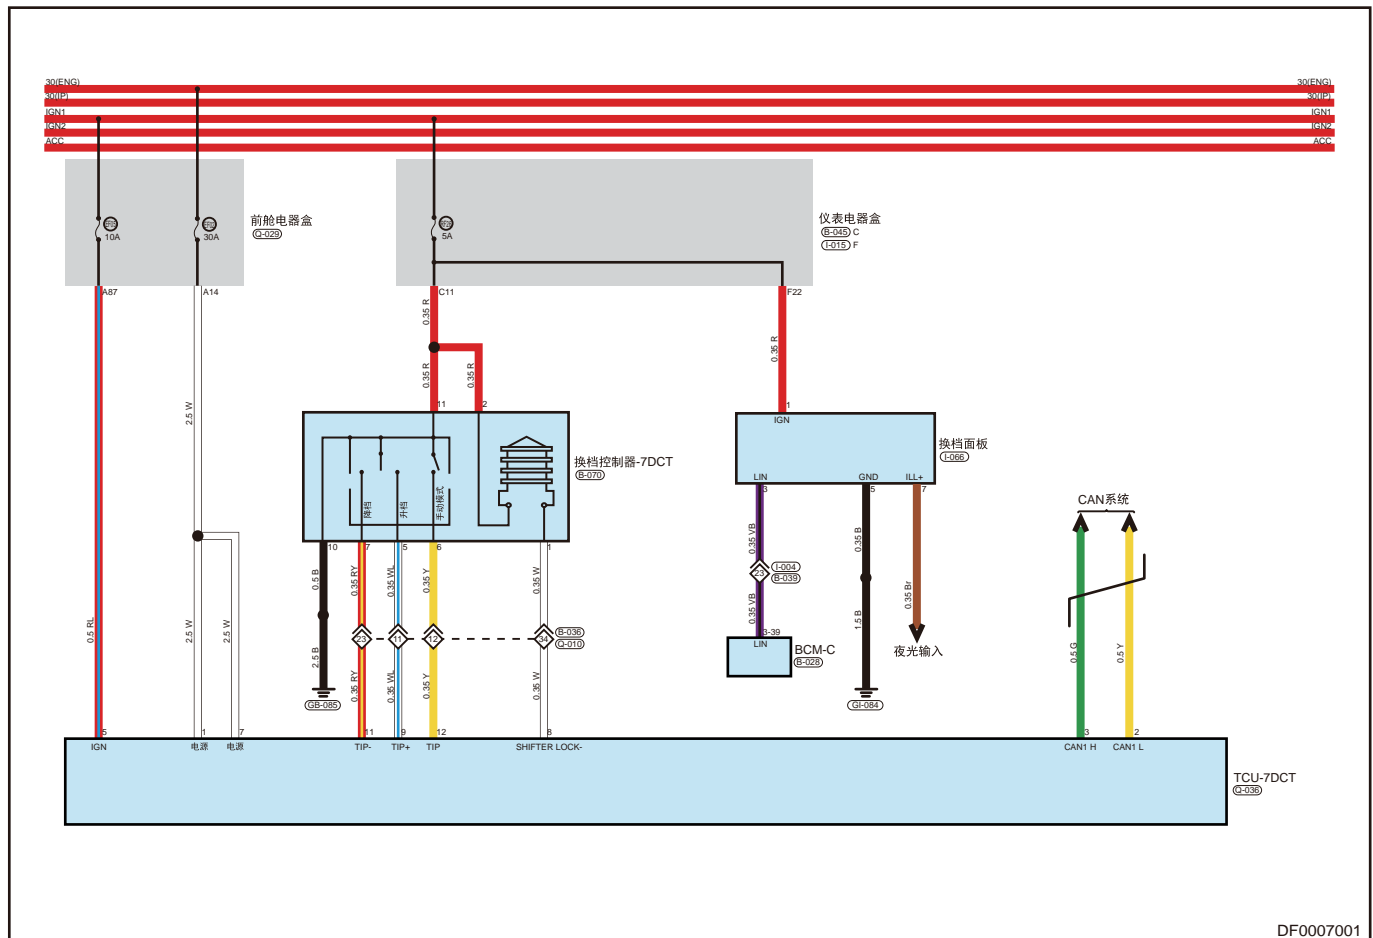 30(ENG) 30(ENG)
30(IP) 30(IP)
IGN1 IGN1
IGN2 IGN2
ACC ACC
10A
30A
前舱电器盒
Q-029
5A
仪表电器盒
B-045 C
I-015 F
A87
A14
C11
F22
0.35 R
0.35 R
0.35 R
0.35 R
2.5 W
11
2
1
IGN
换档控制器-7DCT
B-070
降档
升档
手动模式
换档面板
I-066
LIN
GND
ILL+
3
5
7
CAN系统
10
7
5
6
1
0.5 B
0.35 RY
0.35 WL
0.35 Y
0.35 W
0.35 VB
0.35 B
0.35 Br
23
I-004
B-039
0.5 RL
2.5 W
2.5 W
2.5 B
23
11
12
34
B-036
Q-010
0.35 VB
1.5 B
夜光输入
3-39
LIN
BCM-C
B-028
0.35 RY
0.35 WL
0.35 Y
0.35 W
0.5 G
0.5 Y
GB-085
GI-084
5
1
7
11
9
12
8
3
2
IGN
电源
电源
TIP-
TIP+
TIP
SHIFTER LOCK-
CAN1 H
CAN1 L
TCU-7DCT
Q-036
DF0007001